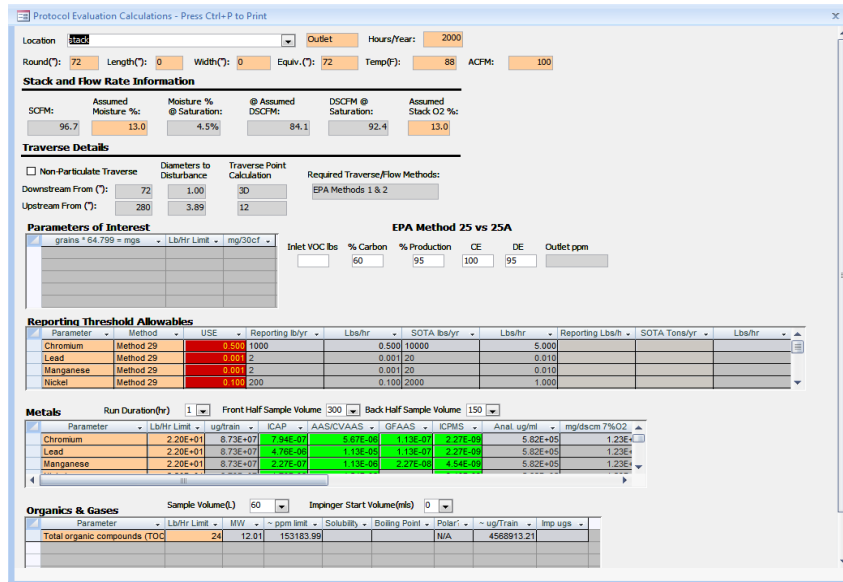 Protocol Evaluation Calculations - Press Ctrl+P to Print
Location stack Outlet Hours/Year: 2000
Round("): 72 Length("): 0 Width("): 0 Equiv.("): 72 Temp(F): 88 ACFM: 100
Stack and Flow Rate Information
SCFM: Assumed Moisture %: Moisture % @ Saturation: @ Assumed DSCFM: DSCFM @ Saturation: Assumed Stack O2 %:
96.7 13.0 4.5% 84.1 92.4 13.0
Traverse Details
Non-Particulate Traverse Diameters to Disturbance Traverse Point Calculation Required Traverse/Flow Methods:
Downstream From ("): 72 1.00 3D EPA Methods 1 & 2
Upstream From ("): 280 3.89 12
Parameters of Interest EPA Method 25 vs 25A
grains * 64.799 = mgs Lb/Hr Limit mg/30cf
Inlet VOC lbs % Carbon % Production CE DE Outlet ppm
60 95 100 95
Reporting Threshold Allowables
Parameter Method USE Reporting lb/yr Lbs/hr SOTA lbs/yr Lbs/hr Reporting Lbs/h SOTA Tons/yr Lbs/hr
Chromium Method 29 0.500 1000 0.500 10000 5.000
Lead Method 29 0.001 2 0.001 20 0.010
Manganese Method 29 0.001 2 0.001 20 0.010
Nickel Method 29 0.100 200 0.100 2000 1.000
Metals Run Duration(hr) 1 Front Half Sample Volume 300 Back Half Sample Volume 150
Parameter Lb/Hr Limit ug/train ICAP AAS/CVAAS GFAAS ICPMS Anal. ug/ml mg/dscm 7%O2
Chromium 2.20E+01 8.73E+07 7.94E-07 5.67E-06 1.13E-07 2.27E-09 5.82E+05 1.23E+
Lead 2.20E+01 8.73E+07 4.76E-06 1.13E-05 1.13E-07 2.27E-09 5.82E+05 1.23E+
Manganese 2.20E+01 8.73E+07 2.27E-07 1.13E-06 2.27E-08 4.54E-09 5.82E+05 1.23E+
Organics & Gases Sample Volume(L) 60 Impinger Start Volume(mls) 0
Parameter Lb/Hr Limit MW ~ ppm limit Solubility Boiling Point Polar? ~ ug/Train Imp ugs
Total organic compounds (TOC 24 12.01 153183.99 N/A 4568913.21